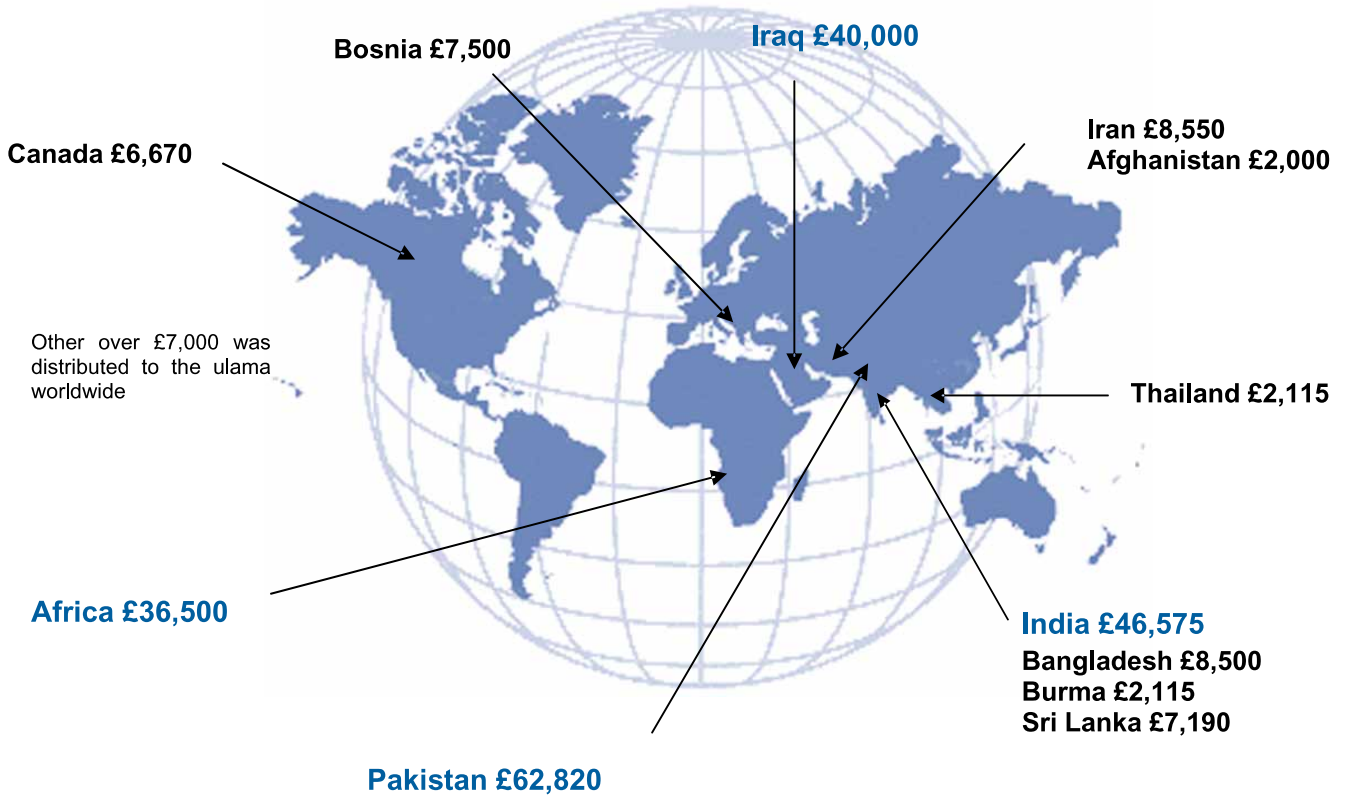 Iraq £40,000
Bosnia £7,500
Iran £8,550
Afghanistan £2,000
Canada £6,670
Other over £7,000 was
distributed to the ulama
worldwide
Thailand £2,115
Africa £36,500
India £46,575
Bangladesh £8,500
Burma £2,115
Sri Lanka £7,190
Pakistan £62,820